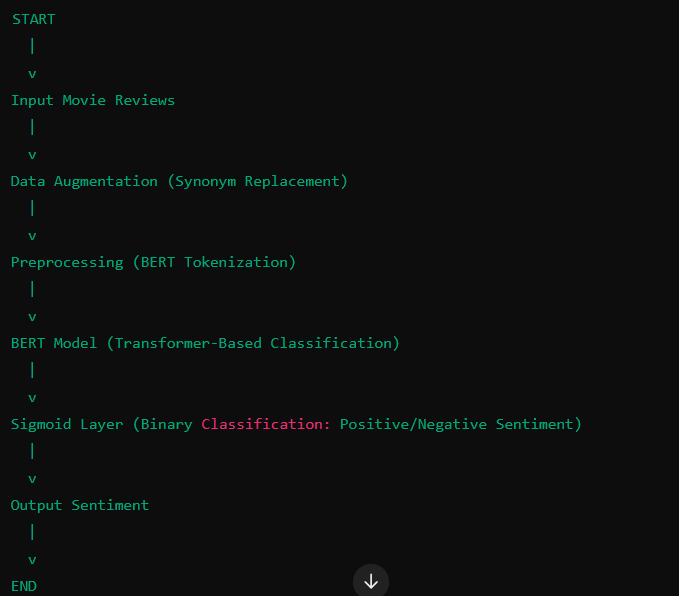 START
|
v
Input Movie Reviews
|
v
Data Augmentation (Synonym Replacement)
|
v
Preprocessing (BERT Tokenization)
|
v
BERT Model (Transformer-Based Classification)
|
v
Sigmoid Layer (Binary Classification: Positive/Negative Sentiment)
|
v
Output Sentiment
|
v
END